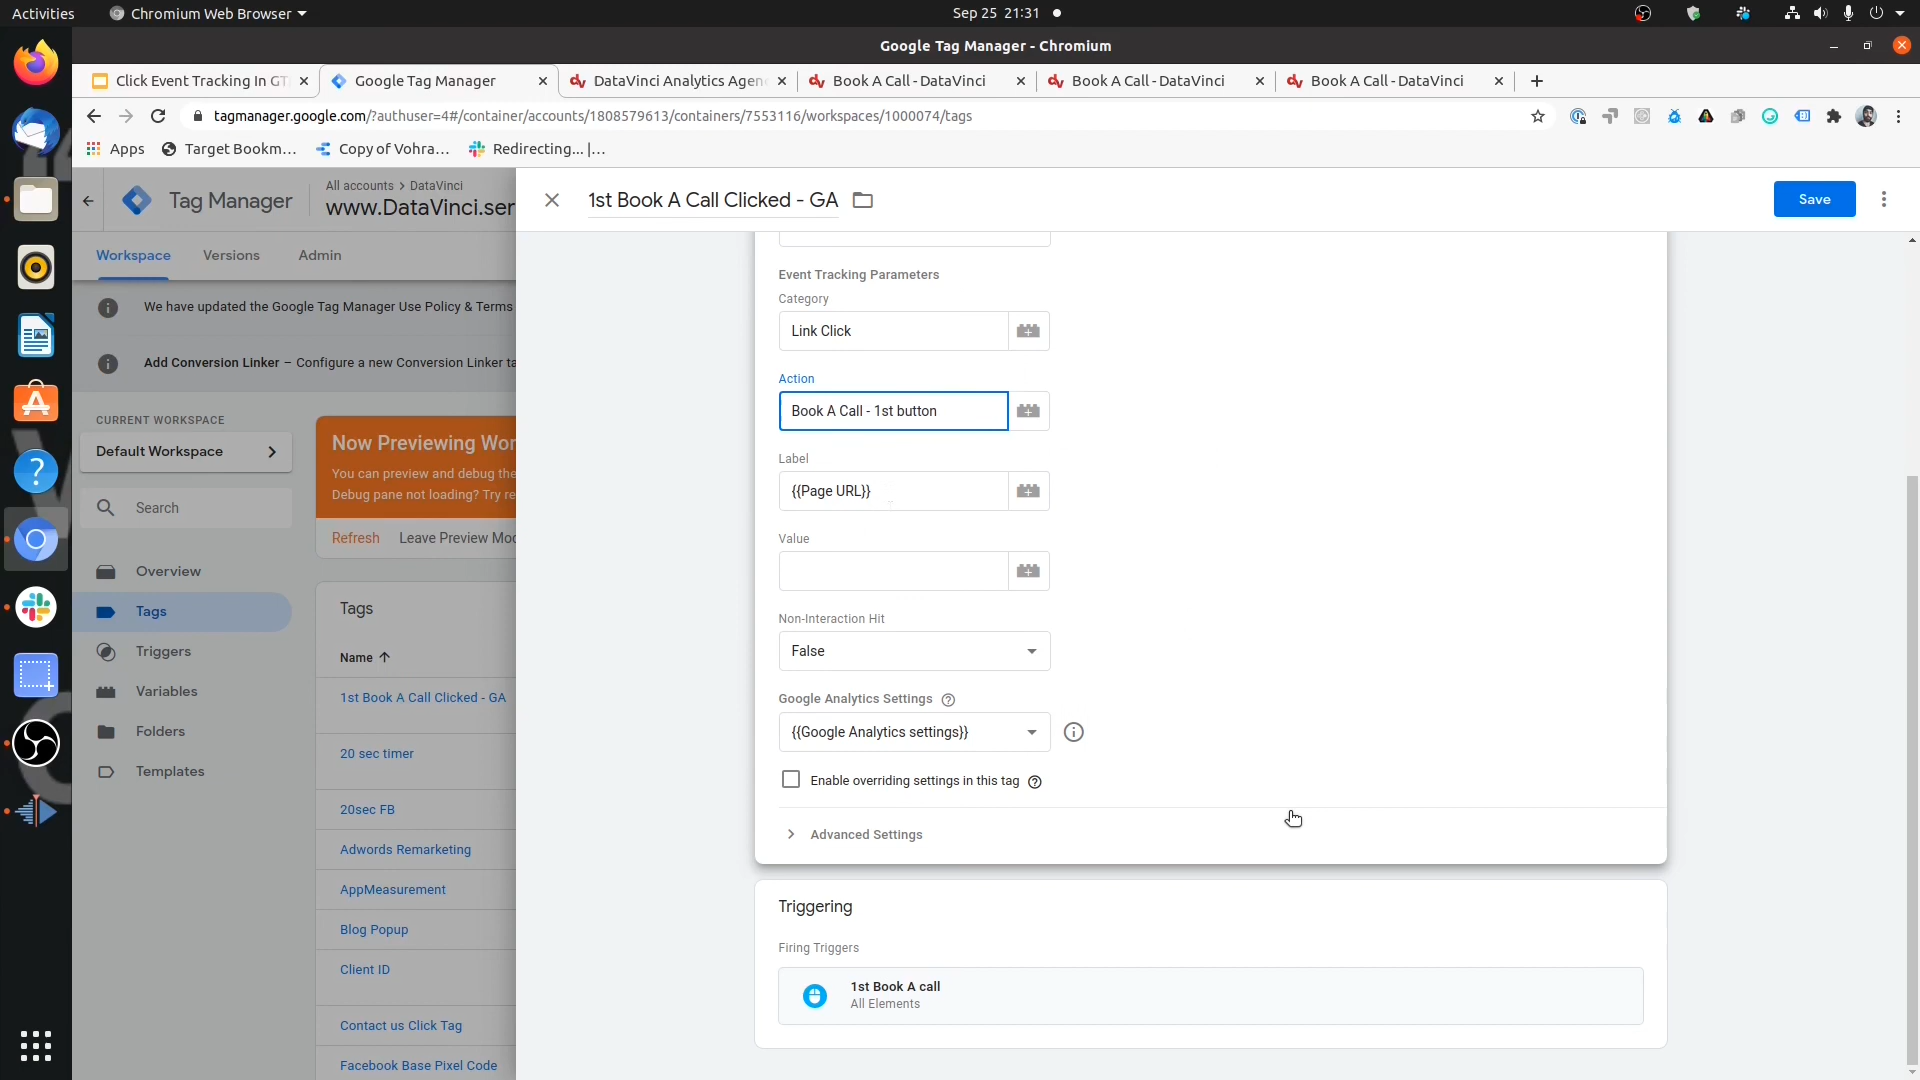 Activities
Chromium Web Browser
Sep 25 21:31
Google Tag Manager - Chromium
Click Event Tracking In GT
Google Tag Manager
DataVinci Analytics Agen
Book A Call - DataVinci
Book A Call - DataVinci
Book A Call - DataVinci
tagmanager.google.com/?authuser=4#/container/accounts/1808579613/containers/7553116/workspaces/1000074/tags
Apps
Target Bookm...
Copy of Vohra...
Redirecting... |...
Tag Manager
All accounts > DataVinci
www.DataVinci.ser
1st Book A Call Clicked - GA
Save
Workspace
Versions
Admin
We have updated the Google Tag Manager Use Policy & Terms
Add Conversion Linker – Configure a new Conversion Linker ta
CURRENT WORKSPACE
Default Workspace
Search
Overview
Tags
Triggers
Variables
Folders
Templates
Now Previewing Wor
You can preview and debug the
Debug pane not loading? Try re
Refresh
Leave Preview Mod
Tags
Name
1st Book A Call Clicked - GA
20 sec timer
20sec FB
Adwords Remarketing
AppMeasurement
Blog Popup
Client ID
Contact us Click Tag
Facebook Base Pixel Code
Event Tracking Parameters
Category
Link Click
Action
Book A Call - 1st button
Label
{{Page URL}}
Value
Non-Interaction Hit
False
Google Analytics Settings
{{Google Analytics settings}}
Enable overriding settings in this tag
Advanced Settings
Triggering
Firing Triggers
1st Book A call
All Elements